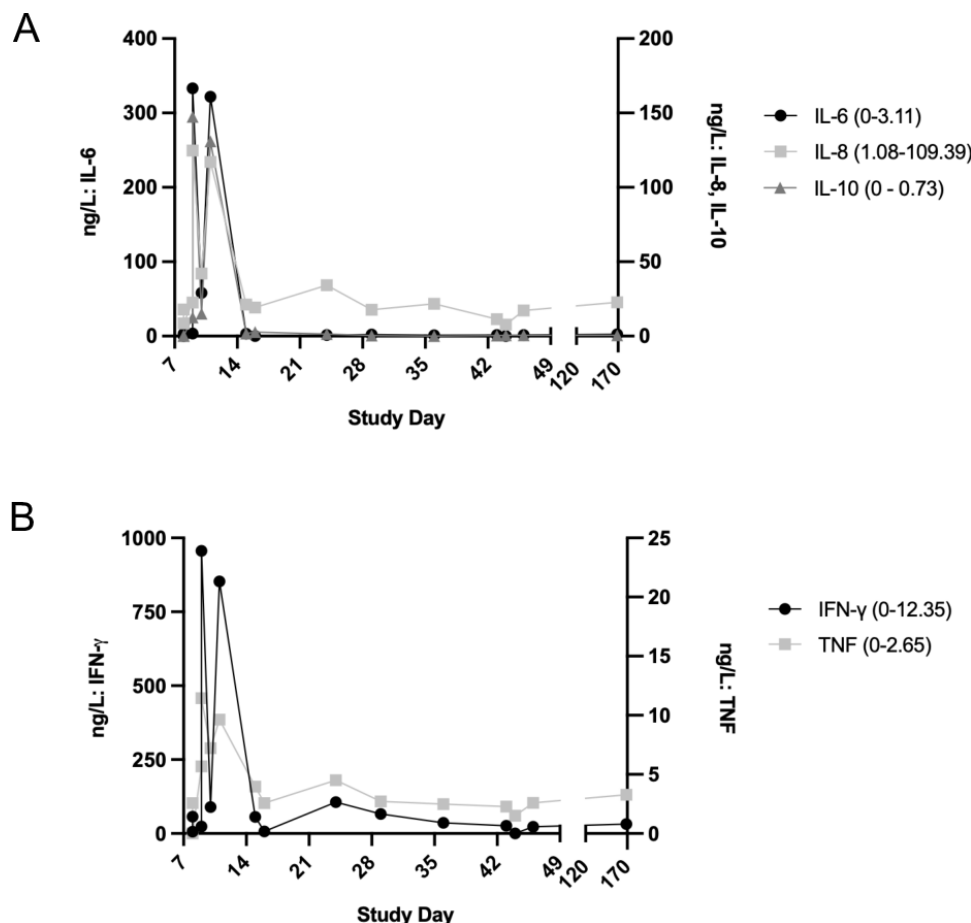 A
400
300
200
100
0
ng/L: IL-6
200
150
100
50
0
ng/L: IL-8, IL-10
7 14 21 28 35 42 49 120 170
Study Day
IL-6 (0-3.11)
IL-8 (1.08-109.39)
IL-10 (0 - 0.73)
B
1000
750
500
250
0
ng/L: IFN-γ
25
20
15
10
5
0
ng/L: TNF
7 14 21 28 35 42 49 120 170
Study Day
IFN-γ (0-12.35)
TNF (0-2.65)